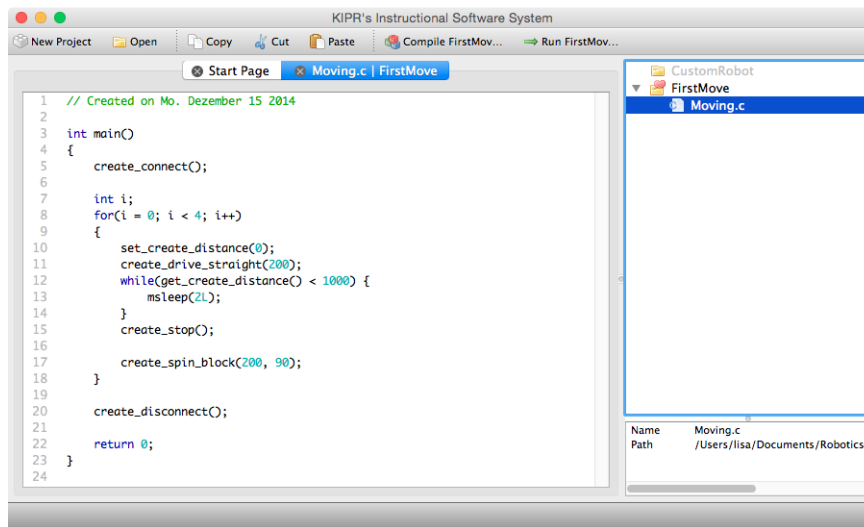 KIPR's Instructional Software System
New Project Open Copy Cut Paste Compile FirstMov... Run FirstMov...
Start Page Moving.c | FirstMove
1 // Created on Mo. Dezember 15 2014
2
3 int main()
4 {
5 create_connect();
6
7 int i;
8 for(i = 0; i < 4; i++)
9 {
10 set_create_distance(0);
11 create_drive_straight(200);
12 while(get_create_distance() < 1000) {
13 msleep(2L);
14 }
15 create_stop();
16
17 create_spin_block(200, 90);
18 }
19
20 create_disconnect();
21
22 return 0;
23 }
24
CustomRobot
FirstMove
Moving.c
Name Moving.c
Path /Users/lisa/Documents/Robotics